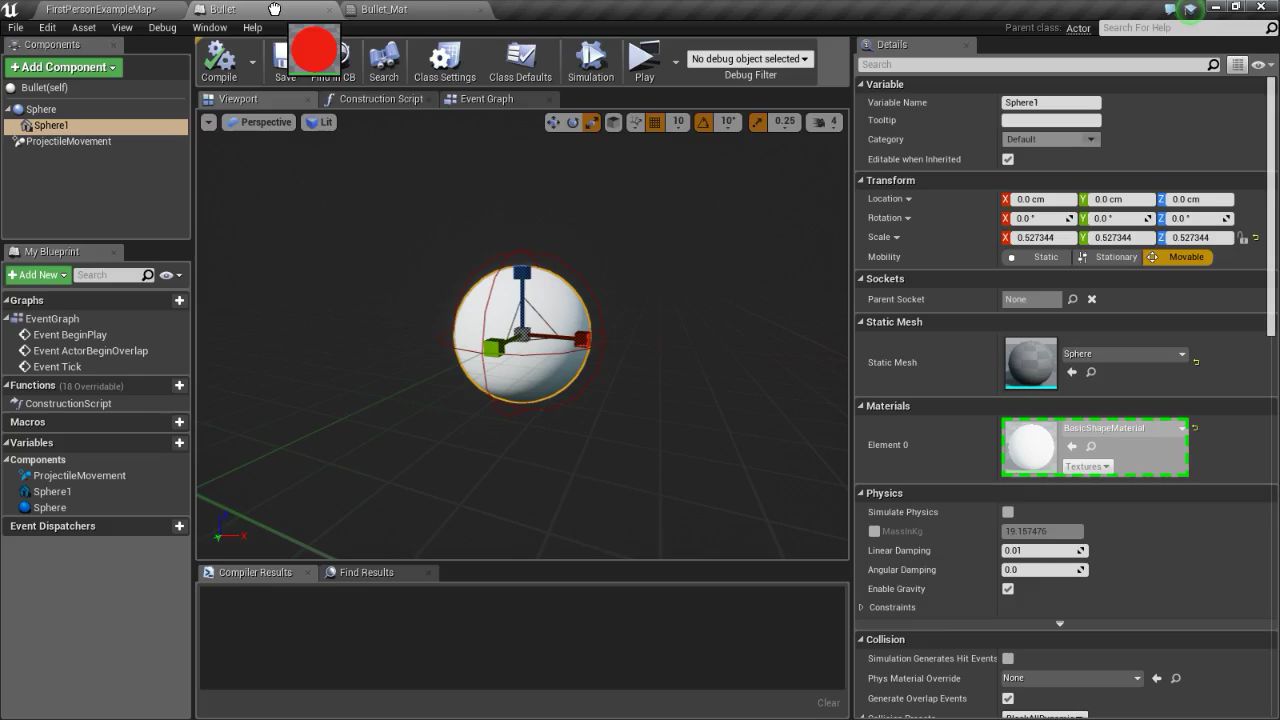 FirstPersonExampleMap*
Bullet
Bullet_Mat
File Edit Asset View Debug Window Help
Parent class: Actor
Search For Help
Components
Add Component
Bullet(self)
Sphere
Sphere1
ProjectileMovement
My Blueprint
Add New
Search
Graphs
EventGraph
Event BeginPlay
Event ActorBeginOverlap
Event Tick
Functions (18 Overridable)
ConstructionScript
Macros
Variables
Components
ProjectileMovement
Sphere1
Sphere
Event Dispatchers
Compile
Save
Find in CB
Search
Class Settings
Class Defaults
Simulation
Play
No debug object selected
Debug Filter
Viewport
Construction Script
Event Graph
Perspective
Lit
10
10°
0.25
4
X
Compiler Results
Find Results
Clear
Details
Search
Variable
Variable Name Sphere1
Tooltip
Category Default
Editable when Inherited
Transform
Location X 0.0 cm Y 0.0 cm Z 0.0 cm
Rotation X 0.0 ° Y 0.0 ° Z 0.0 °
Scale X 0.527344 Y 0.527344 Z 0.527344
Mobility Static Stationary Movable
Sockets
Parent Socket None
Static Mesh
Static Mesh Sphere
Materials
Element 0 BasicShapeMaterial
Textures
Physics
Simulate Physics
MassInKg 19.157476
Linear Damping 0.01
Angular Damping 0.0
Enable Gravity
Constraints
Collision
Simulation Generates Hit Events
Phys Material Override None
Generate Overlap Events